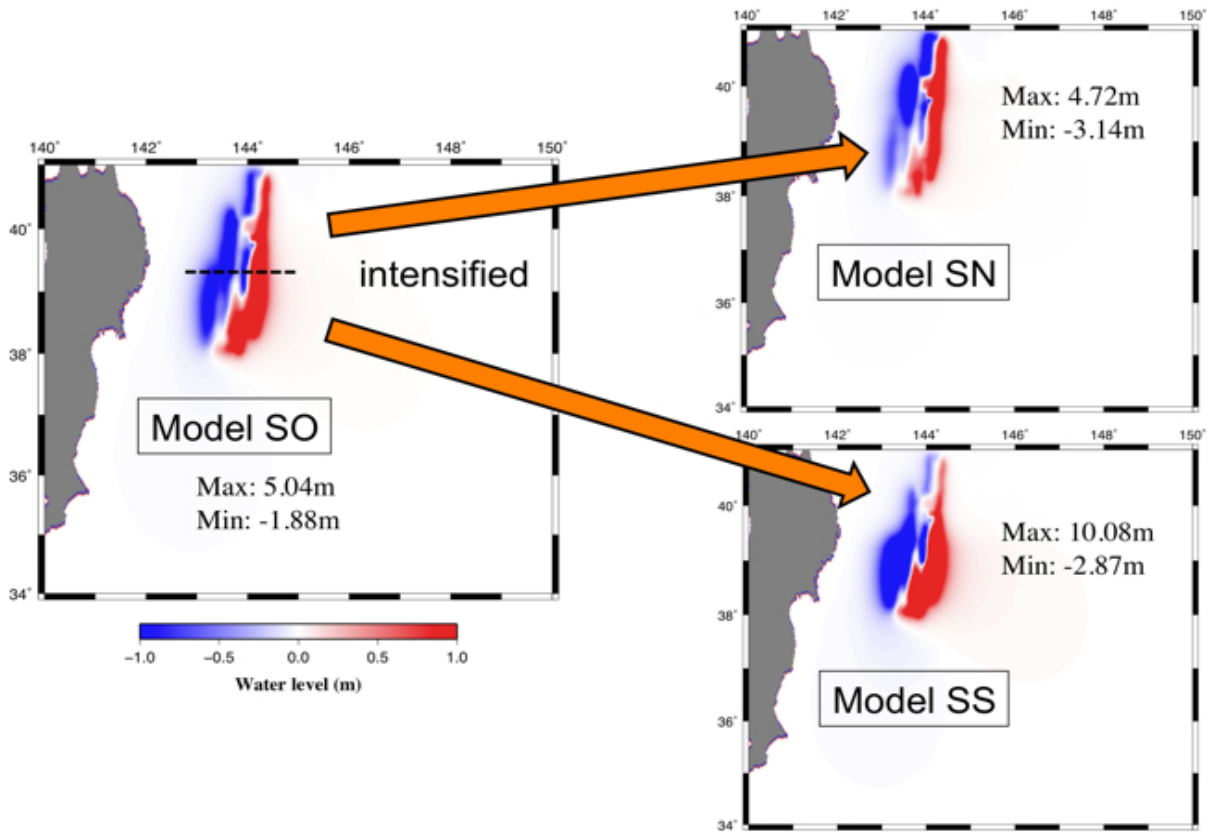 140° 142° 144° 146° 148° 150°
40°
38°
36°
34°
Model SO
Max: 5.04m
Min: -1.88m
−1.0 −0.5 0.0 0.5 1.0
Water level (m)
intensified
140° 142° 144° 146° 148° 150°
40°
38°
36°
34°
Max: 4.72m
Min: -3.14m
Model SN
140° 142° 144° 146° 148° 150°
40°
38°
36°
34°
Max: 10.08m
Min: -2.87m
Model SS